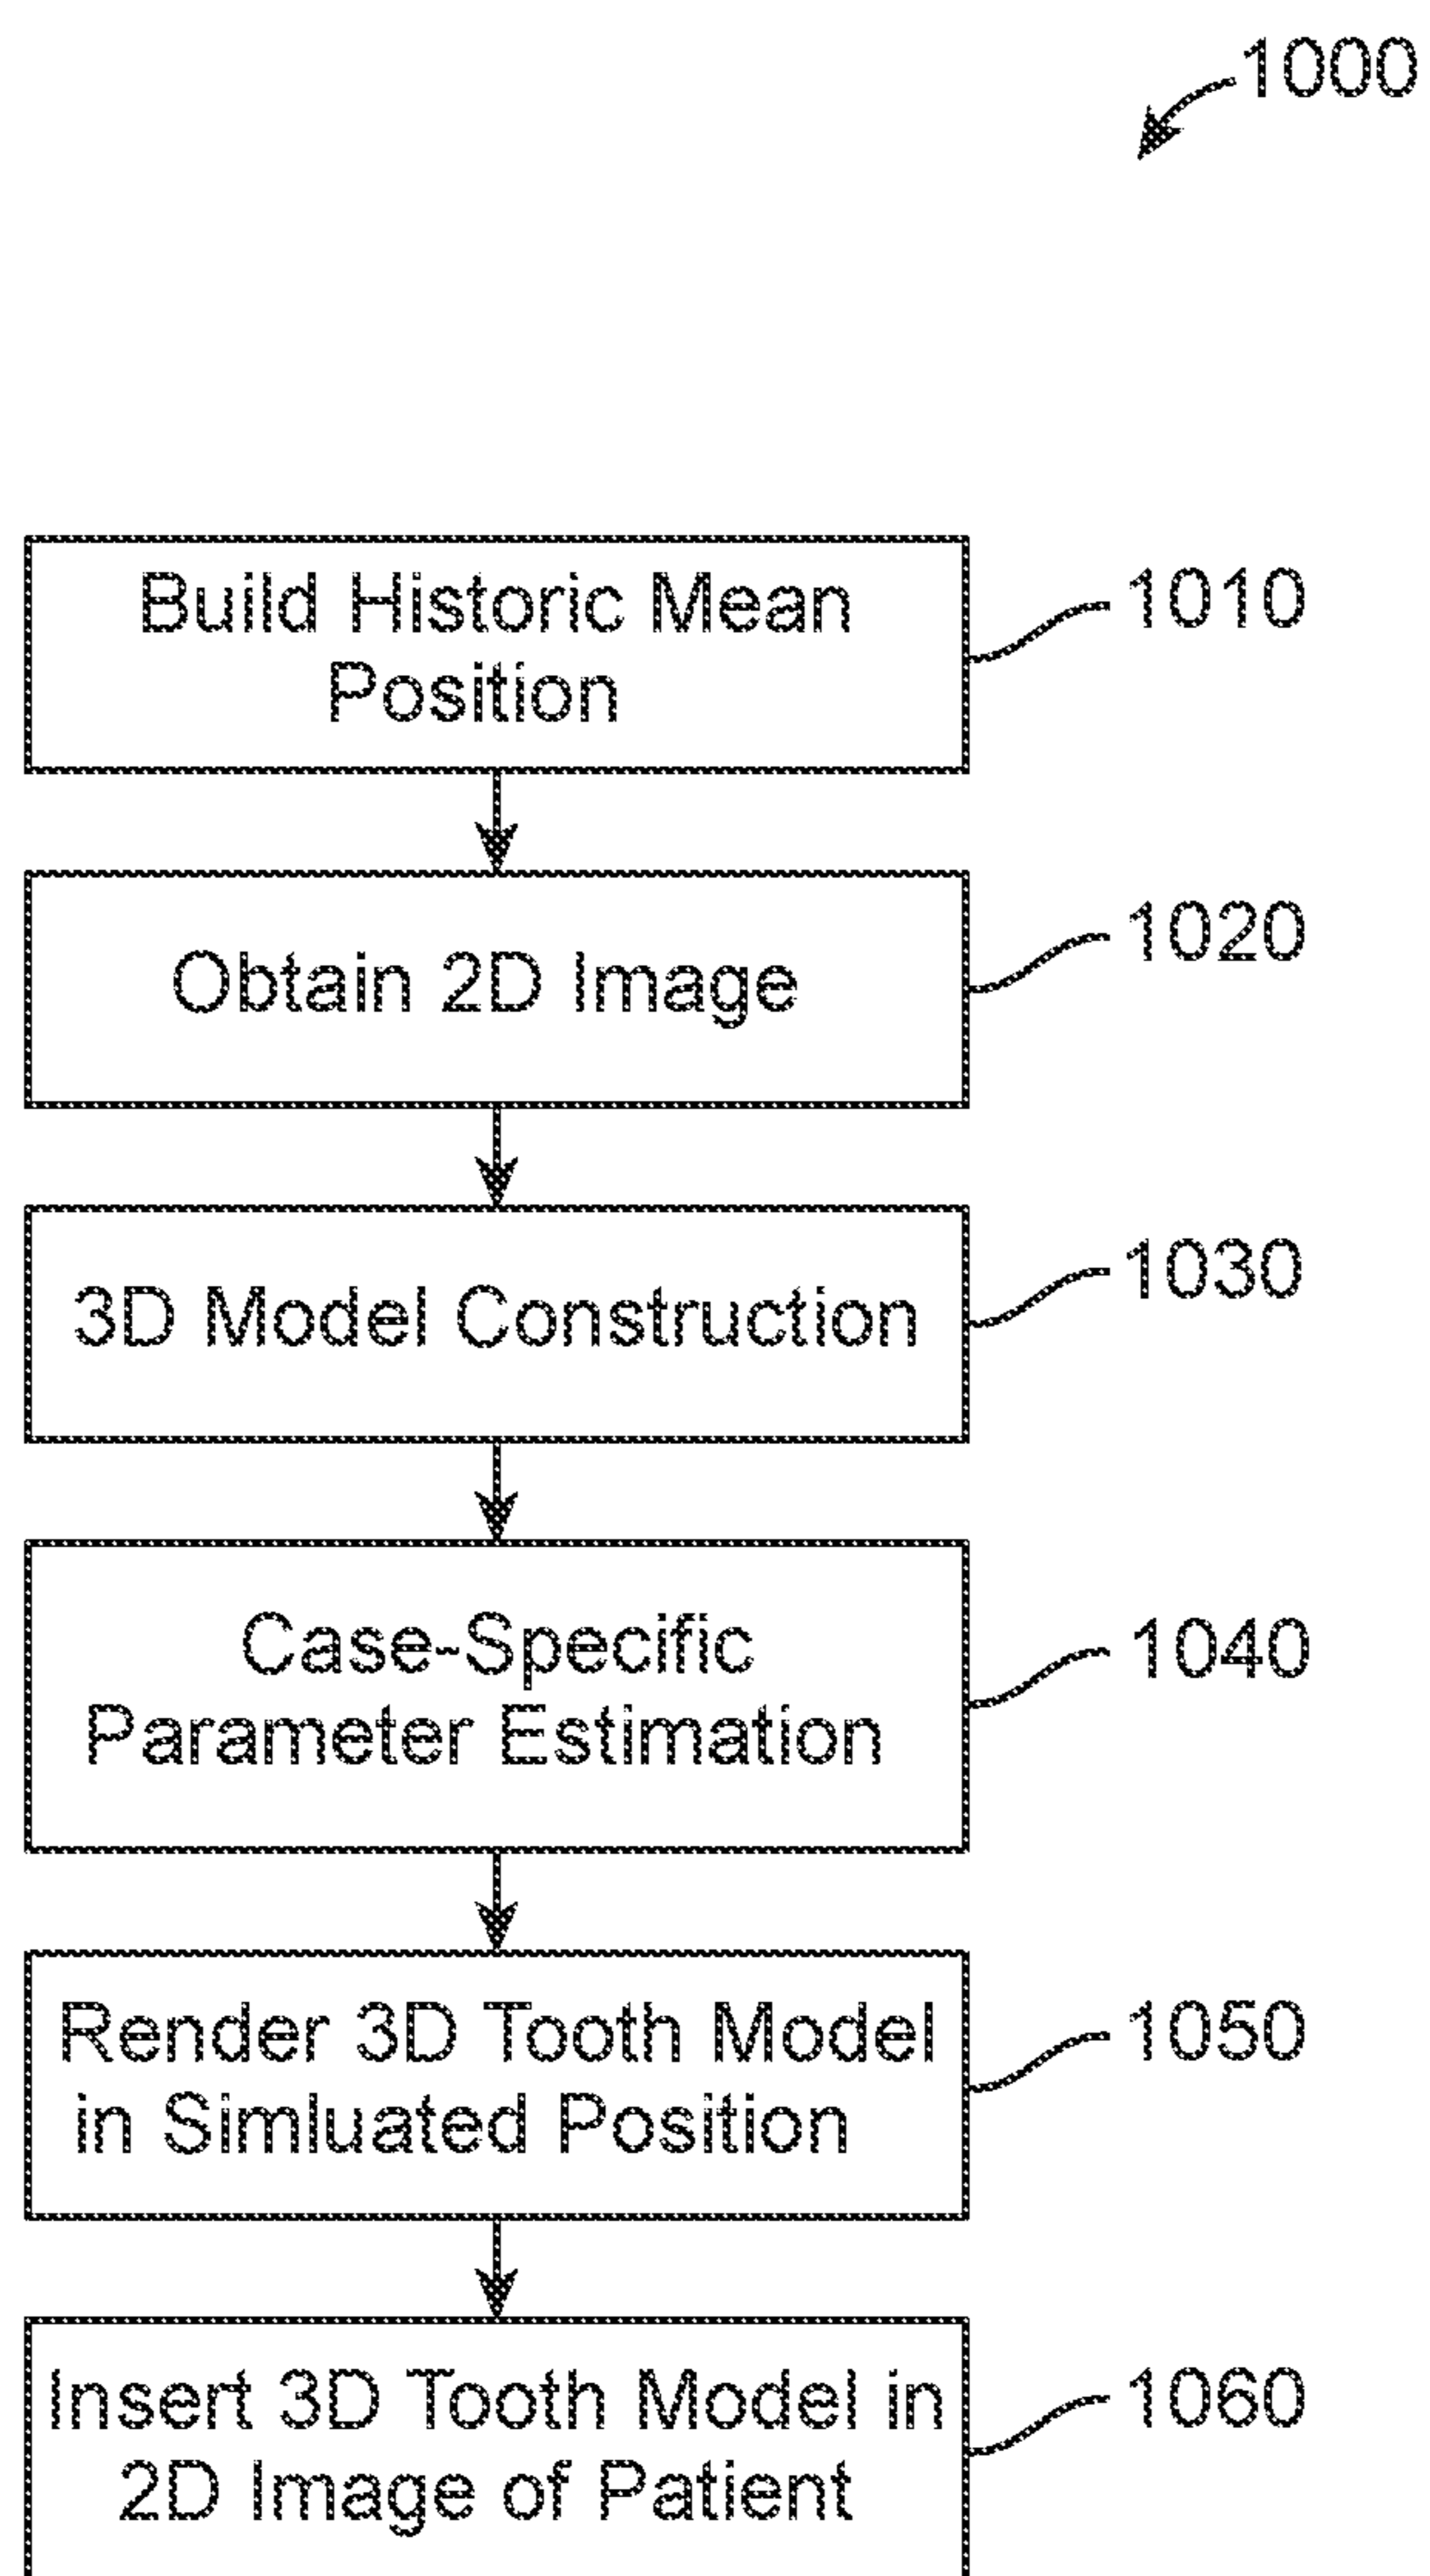 1000
Build Historic Mean
Position
1010
Obtain 2D Image
1020
3D Model Construction
1030
Case-Specific
Parameter Estimation
1040
Render 3D Tooth Model
in Simluated Position
1050
Insert 3D Tooth Model in
2D Image of Patient
1060